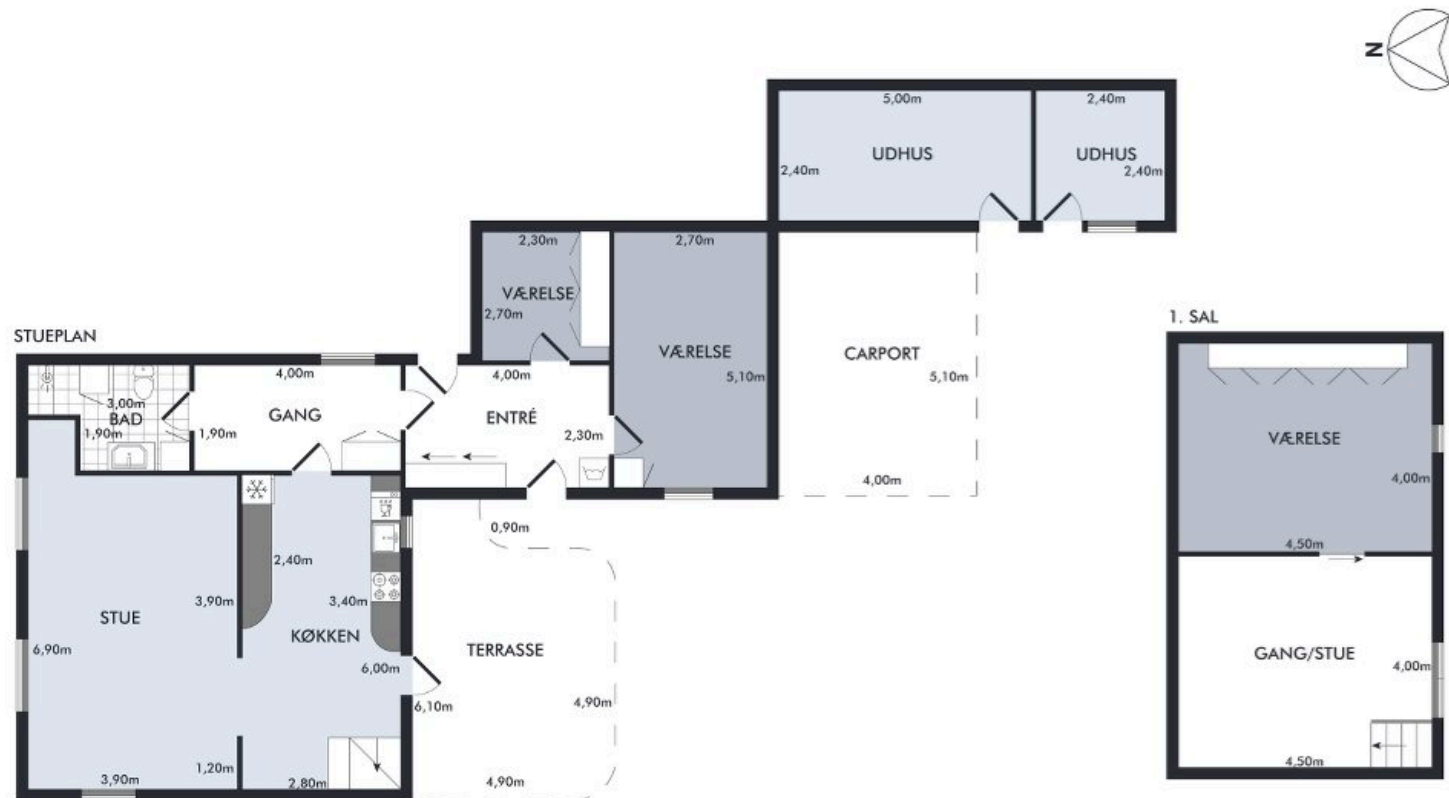 N
5,00m
2,40m
UDHUS
UDHUS
2,40m
2,40m
2,30m
2,70m
VÆRELSE
2,70m
STUEPLAN
1. SAL
VÆRELSE
CARPORT
4,00m
4,00m
5,10m
5,10m
3,00m
BAD
GANG
ENTRÉ
1,90m
1,90m
2,30m
VÆRELSE
4,00m
4,00m
0,90m
4,50m
2,40m
3,90m
3,40m
STUE
KØKKEN
6,90m
TERRASSE
GANG/STUE
6,00m
4,00m
6,10m
4,90m
1,20m
3,90m
2,80m
4,90m
4,50m